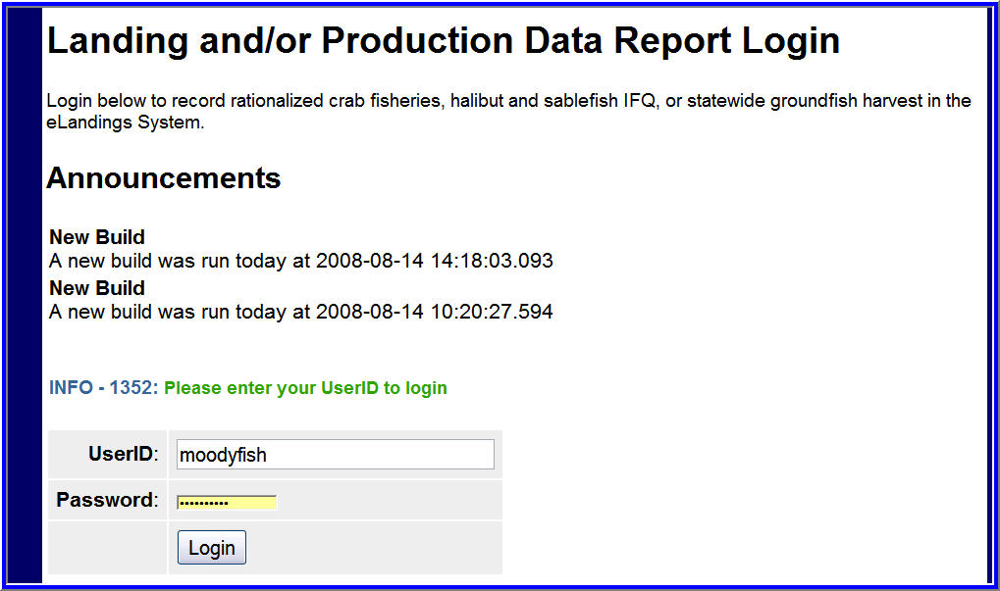 Landing and/or Production Data Report Login
Login below to record rationalized crab fisheries, halibut and sablefish IFQ, or statewide groundfish harvest in the
eLandings System.
Announcements
New Build
A new build was run today at 2008-08-14 14:18:03.093
New Build
A new build was run today at 2008-08-14 10:20:27.594
INFO - 1352: Please enter your UserID to login
UserID: moodyfish
Password: ••••••••••
Login